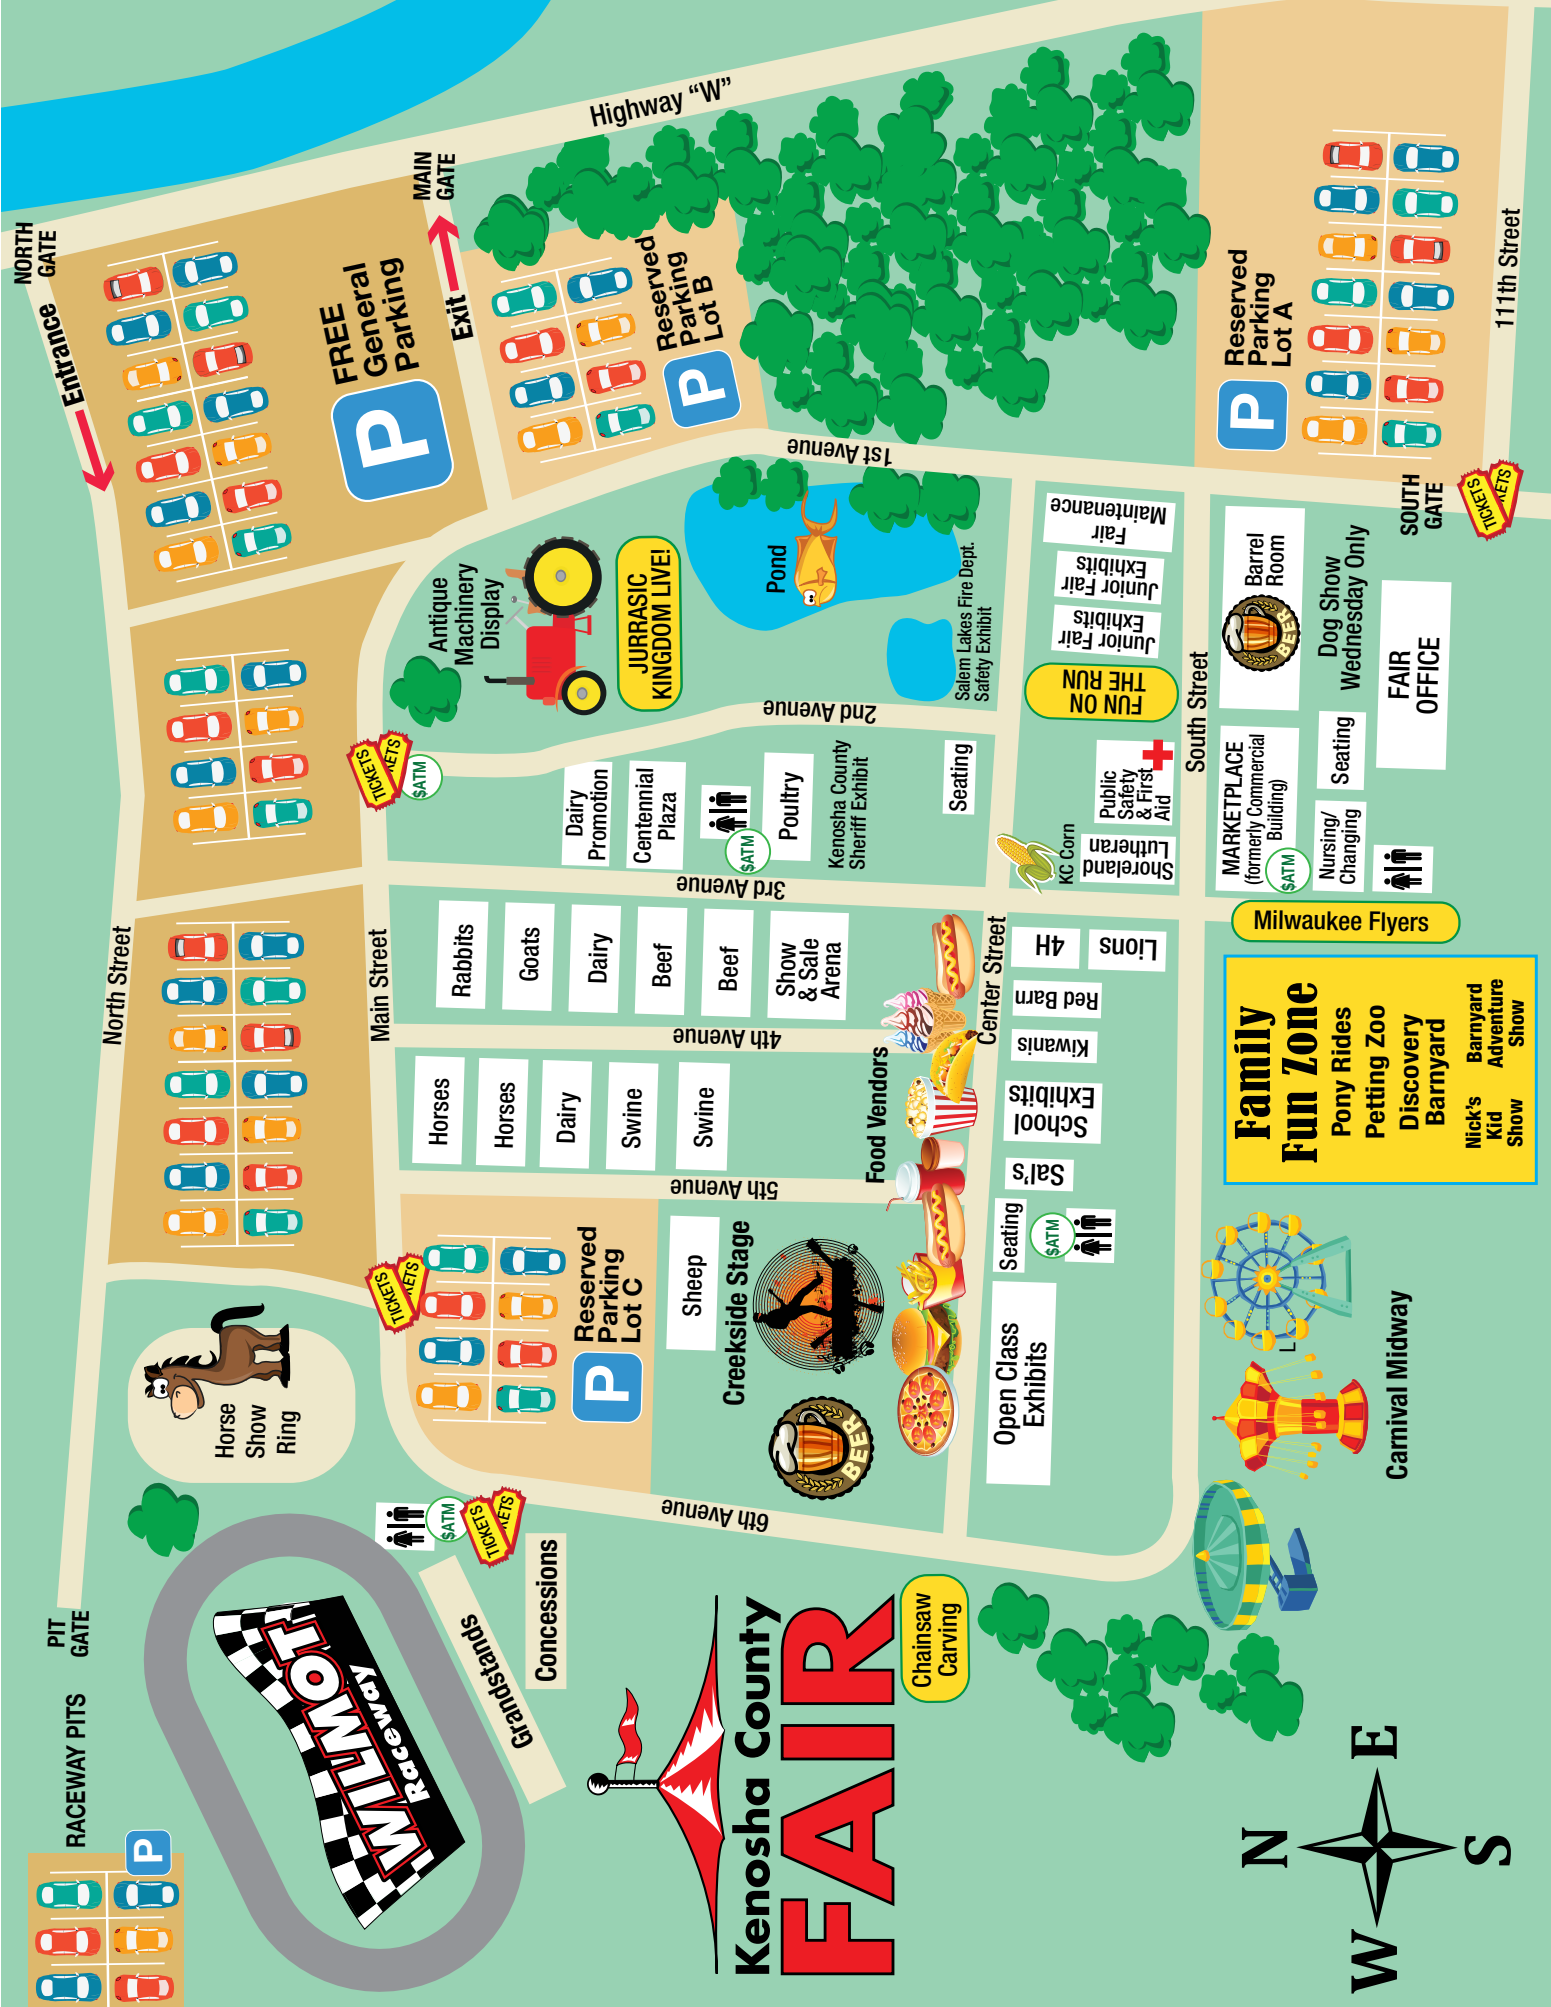 NORTH
GATE
Entrance
MAIN
GATE
Exit
Highway “W”
FREE
General
Parking
P
Reserved
Parking
Lot B
P
Reserved
Parking
Lot A
P
111th Street
SOUTH
GATE
TICKETS
KETS
1st Avenue
Antique
Machinery
Display
JURRASIC
KINGDOM LIVE!
Pond
Salem Lakes Fire Dept.
Safety Exhibit
Fair
Maintenance
Junior Fair
Exhibits
Junior Fair
Exhibits
FUN ON
THE RUN
South Street
Barrel
Room
BEER
Dog Show
Wednesday Only
FAIR
OFFICE
2nd Avenue
TICKETS
KETS
$ATM
Dairy
Promotion
Centennial
Plaza
$ATM
Poultry
Kenosha County
Sheriff Exhibit
Seating
KC Corn
Public
Safety
& First
Aid
Shoreland
Lutheran
MARKETPLACE
(formerly Commercial
Building)
$ATM
Seating
Nursing/
Changing
3rd Avenue
Milwaukee Flyers
North Street
Main Street
Rabbits
Goats
Dairy
Beef
Beef
Show
& Sale
Arena
4th Avenue
Center Street
4H
Lions
Red Barn
Kiwanis
School
Exhibits
Sal’s
Food Vendors
Horses
Horses
Dairy
Swine
Swine
5th Avenue
Family
Fun Zone
Pony Rides
Petting Zoo
Discovery
Barnyard
Nick’s
Kid
Show
Barnyard
Adventure
Show
TICKETS
KETS
Reserved
Parking
Lot C
P
Sheep
Creekside Stage
BEER
Seating
$ATM
Open Class
Exhibits
L
Carnival Midway
Horse
Show
Ring
6th Avenue
$ATM
TICKETS
KETS
Concessions
Grandstands
PIT
GATE
RACEWAY PITS
P
WILMOT
Raceway
Kenosha County
FAIR
Chainsaw
Carving
N
E
S
W